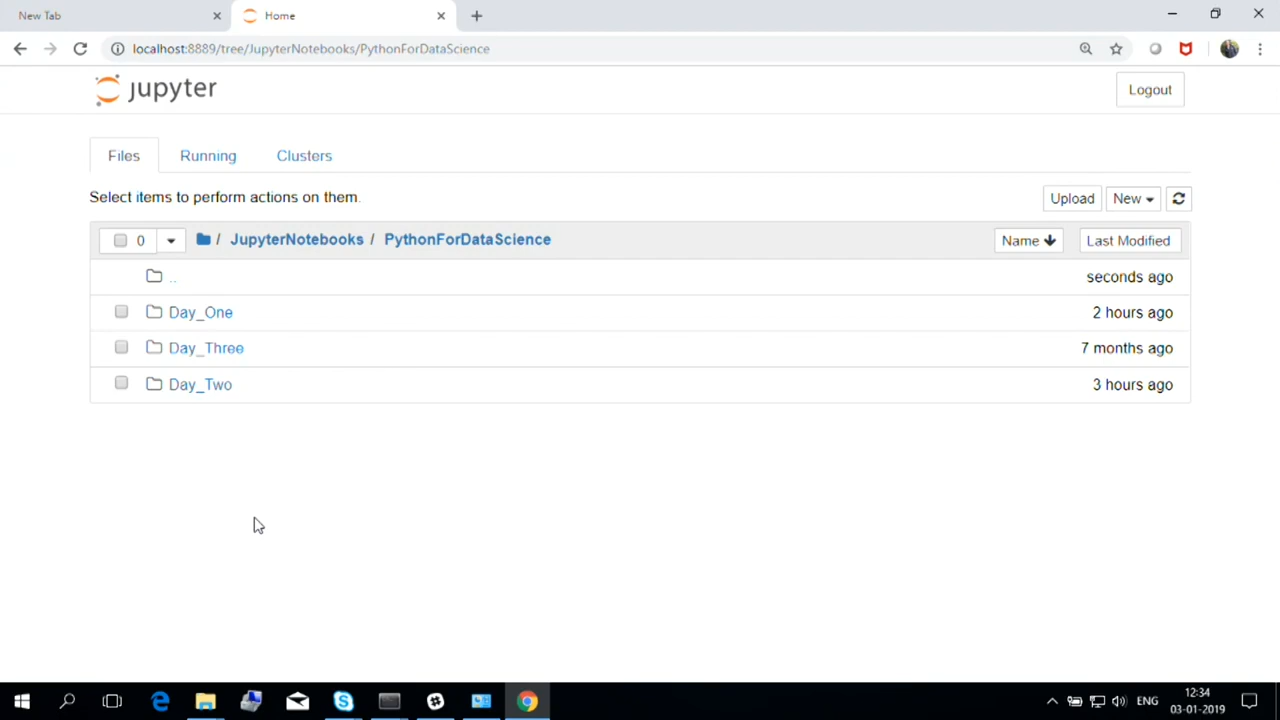 New Tab
Home
localhost:8889/tree/JupyterNotebooks/PythonForDataScience
jupyter
Logout
Files Running Clusters
Select items to perform actions on them.
Upload New
0 / JupyterNotebooks / PythonForDataScience Name Last Modified
.. seconds ago
Day_One 2 hours ago
Day_Three 7 months ago
Day_Two 3 hours ago
ENG
12:34
03-01-2019